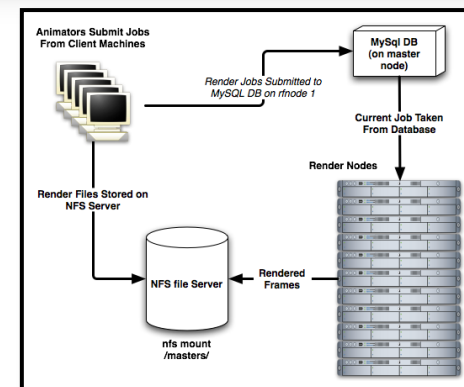 Animators Submit Jobs
From Client Machines
MySql DB
(on master
node)
Render Jobs Submitted to
MySQL DB on rfnode 1
Current Job Taken
From Database
Render Nodes
Render Files Stored on
NFS Server
NFS file Server
Rendered
Frames
nfs mount
/masters/